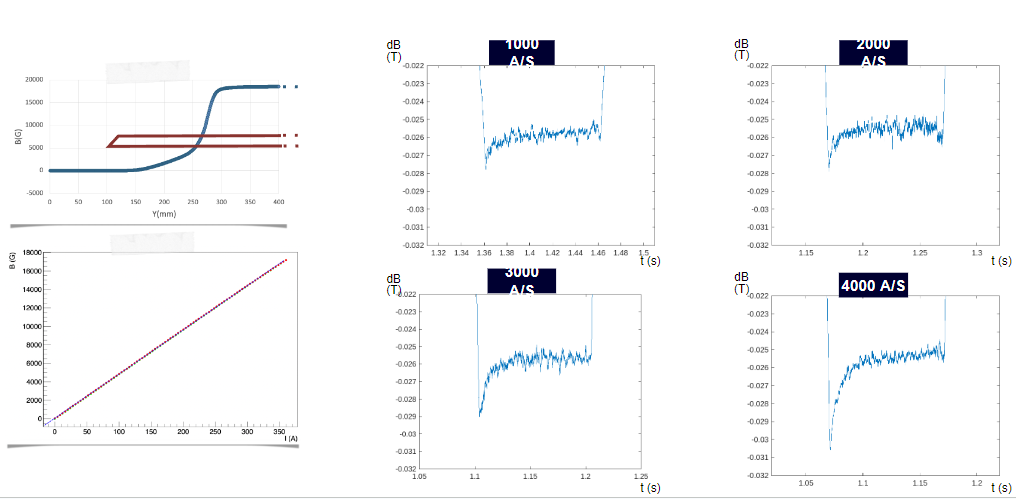 20000
15000
10000
5000
0
-5000
B(G)
0 50 100 150 200 250 300 350 400
Y(mm)
B (G)
18000
16000
14000
12000
10000
8000
6000
4000
2000
0
0 50 100 150 200 250 300 350
I (A)
dB
(T)
1000
A/S
-0.022
-0.023
-0.024
-0.025
-0.026
-0.027
-0.028
-0.029
-0.03
-0.031
-0.032
1.32 1.34 1.36 1.38 1.4 1.42 1.44 1.46 1.48 1.5
t (s)
dB
(T)
2000
A/S
-0.022
-0.023
-0.024
-0.025
-0.026
-0.027
-0.028
-0.029
-0.03
-0.031
-0.032
1.15 1.2 1.25 1.3
t (s)
dB
(T)
3000
A/S
-0.022
-0.023
-0.024
-0.025
-0.026
-0.027
-0.028
-0.029
-0.03
-0.031
-0.032
1.05 1.1 1.15 1.2 1.25
t (s)
dB
(T)
4000 A/S
-0.022
-0.023
-0.024
-0.025
-0.026
-0.027
-0.028
-0.029
-0.03
-0.031
-0.032
1.05 1.1 1.15 1.2
t (s)